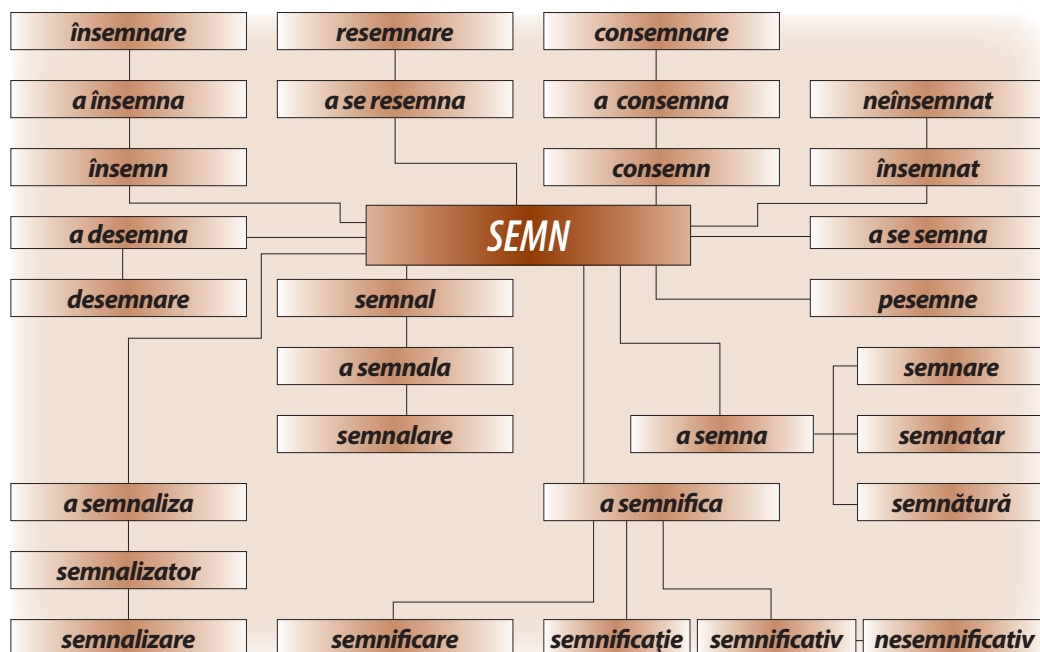 însemnare
resemnare
consemnare
a însemna
a se resemna
a consemna
neînsemnat
însemn
consemn
însemnat
a desemna
SEMN
a se semna
desemnare
semnal
pesemne
a semnala
semnare
semnalare
a semna
semnatar
a semnaliza
a semnifica
semnătură
semnalizator
semnalizare
semnificare
semnificaţie
semnificativ
nesemnificativ